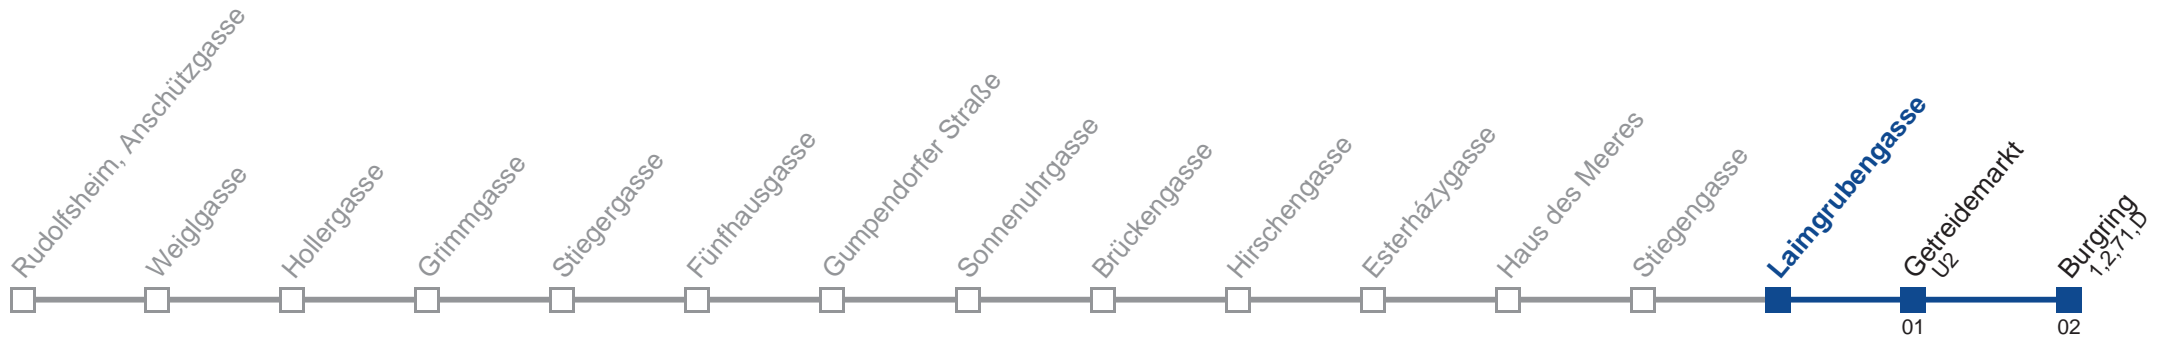 Rudolfsheim, Anschützgasse
Weiglgasse
Hollergasse
Grimmgasse
Stiegergasse
Fünfhausgasse
Gumpendorfer Straße
Sonnenuhrgasse
Brückengasse
Hirschengasse
Esterházygasse
Haus des Meeres
Stiegengasse
Laimgrubengasse
Getreidemarkt
U2
Burgring
1,2,71,D
01
02